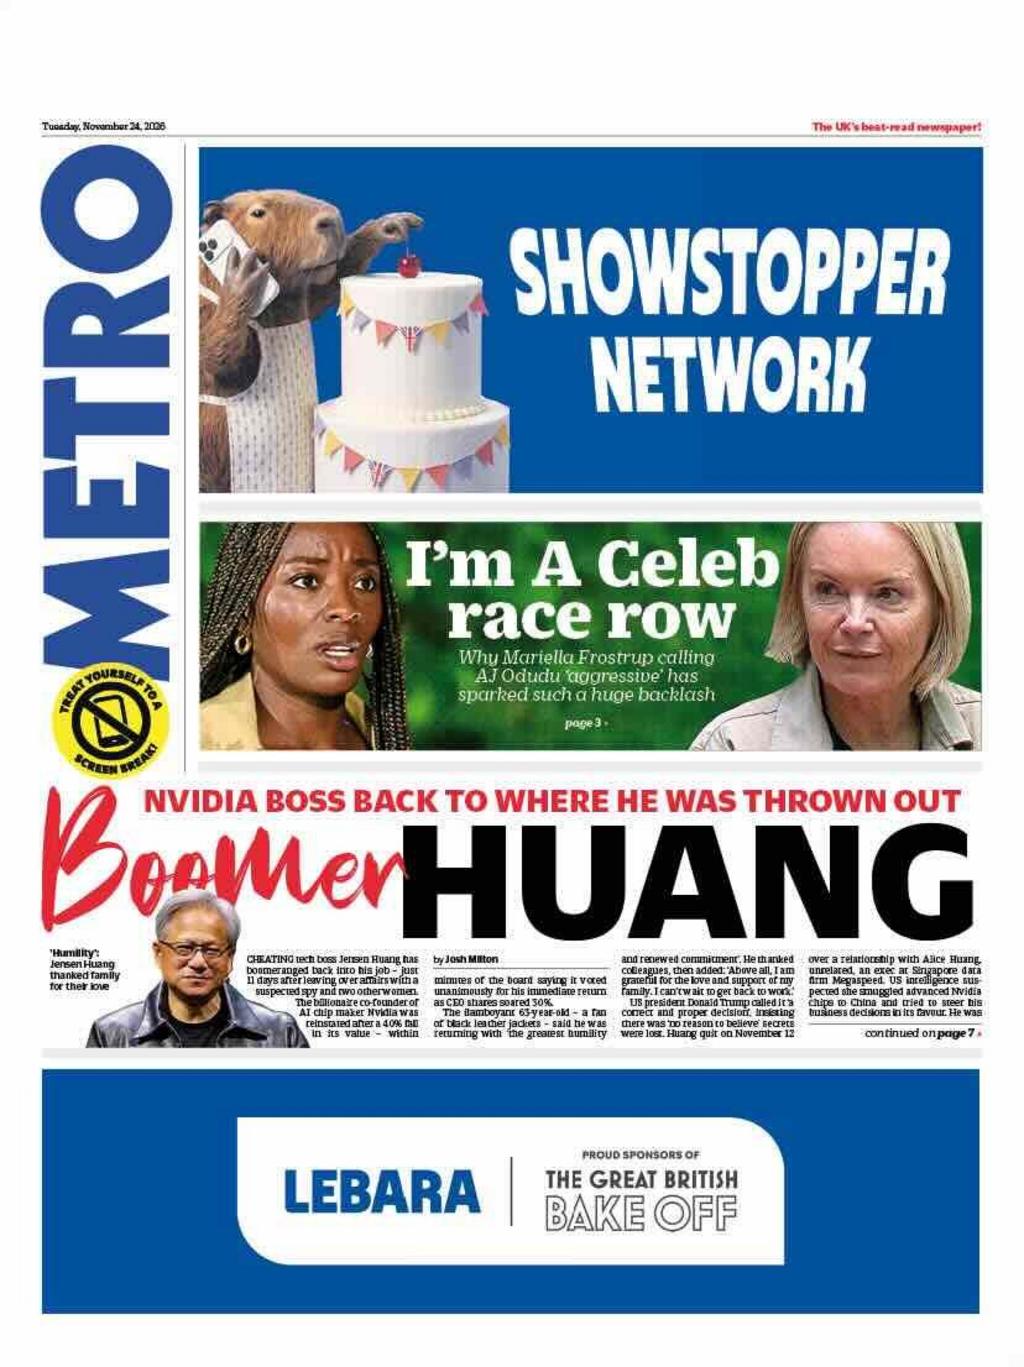 Tuesday, November 24, 2026
The UK's best-read newspaper!
METRO
SHOWSTOPPER
NETWORK
I'm A Celeb
race row
Why Mariella Frostrup calling
AJ Odudu 'aggressive' has
sparked such a huge backlash
page 3 ›
TREAT YOURSELF TO A
SCREEN BREAK!
NVIDIA BOSS BACK TO WHERE HE WAS THROWN OUT
Boomer HUANG
'Humility':
Jensen Huang
thanked family
for their love
CHEATING tech boss Jensen Huang has
boomeranged back into his job – just
11 days after leaving over affairs with a
suspected spy and two other women.
The billionaire co-founder of
AI chip maker Nvidia was
reinstated after a 40% fall
in its value – within
by Josh Milton
minutes of the board saying it voted
unanimously for his immediate return
as CEO shares soared 30%.
The flamboyant 63-year-old – a fan
of black leather jackets – said he was
returning with 'the greatest humility
and renewed commitment'. He thanked
colleagues, then added: 'Above all, I am
grateful for the love and support of my
family. I can't wait to get back to work.'
US president Donald Trump called it 'a
correct and proper decision', insisting
there was 'no reason to believe' secrets
were lost. Huang quit on November 12
over a relationship with Alice Huang,
unrelated, an exec at Singapore data
firm Megaspeed. US intelligence sus-
pected she smuggled advanced Nvidia
chips to China and tried to steer his
business decisions in its favour. He was
continued on page 7 ›
LEBARA
PROUD SPONSORS OF
THE GREAT BRITISH
BAKE OFF